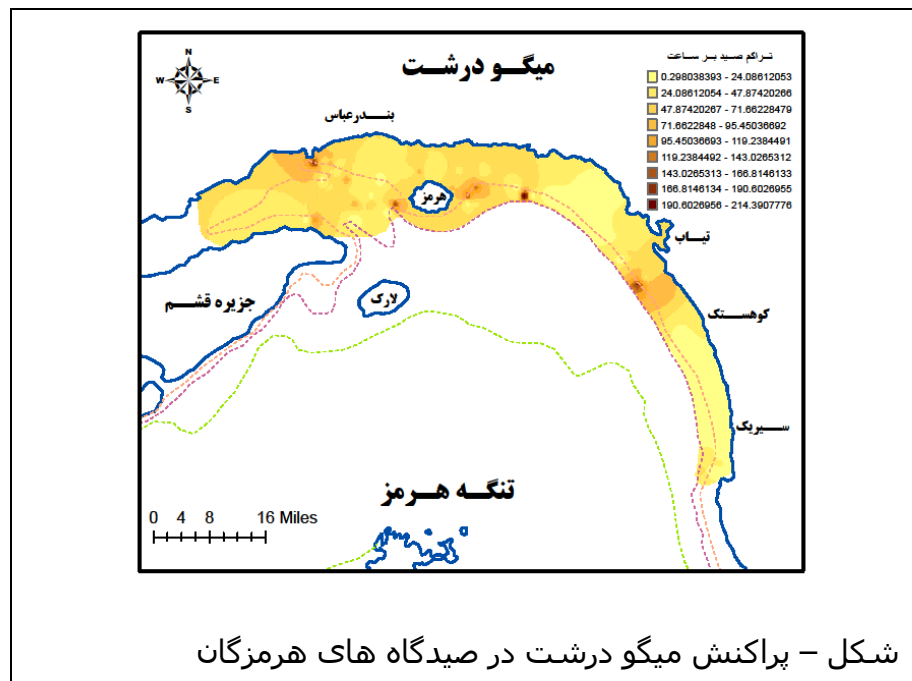 میگو درشت
N
W E
S
تراکم صید بر ساعت
0.298038393 - 24.08612053
24.08612054 - 47.87420266
47.87420267 - 71.66228479
71.6622848 - 95.45036692
95.45036693 - 119.2384491
119.2384492 - 143.0265312
143.0265313 - 166.8146133
166.8146134 - 190.6026955
190.6026956 - 214.3907776
بندرعباس
هرمز
تیاب
لارک
جزیره قشم
کوهستک
سیریک
تنگه هرمز
0 4 8 16 Miles
شکل – پراکنش میگو درشت در صیدگاه های هرمزگان